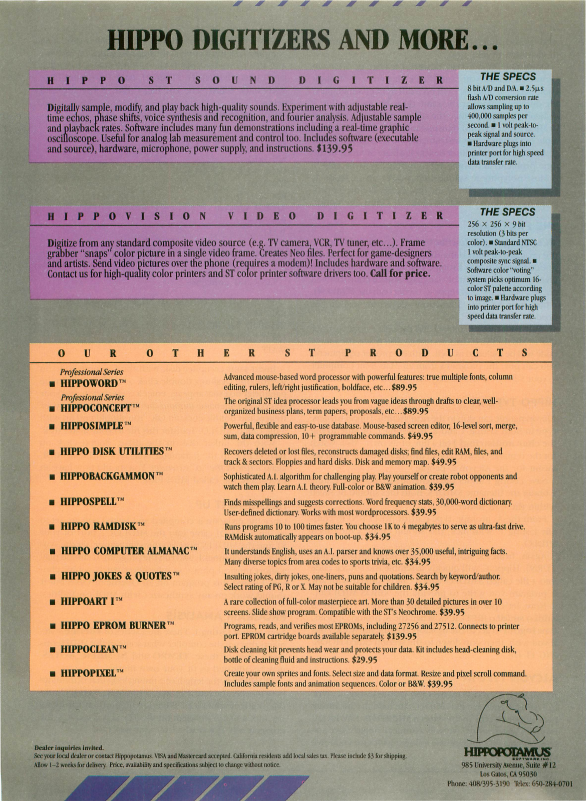 HIPPO DIGITIZERS AND MORE...
HIPPO ST SOUND DIGITIZER
Digitally sample, modify, and play back high-quality sounds. Experiment with adjustable real-
time echos, phase shifts, voice synthesis and recognition, and fourier analysis. Adjustable sample
and playback rates. Software includes many fun demonstrations including a real-time graphic
oscilloscope. Useful for analog lab measurement and control too. Includes software (executable
and source), hardware, microphone, power supply, and instructions. $139.95
THE SPECS
8 bit A/D and D/A. ■ 2.5μs
flash A/D conversion rate
allows sampling up to
400,000 samples per
second. ■ 1 volt peak-to-
peak signal and source.
■ Hardware plugs into
printer port for high speed
data transfer rate.
HIPPOVISION VIDEO DIGITIZER
Digitize from any standard composite video source (e.g. TV camera, VCR, TV tuner, etc...). Frame
grabber "snaps" color picture in a single video frame. Creates Neo files. Perfect for game-designers
and artists. Send video pictures over the phone (requires a modem)! Includes hardware and software.
Contact us for high-quality color printers and ST color printer software drivers too. Call for price.
THE SPECS
256 × 256 × 9 bit
resolution (3 bits per
color). ■ Standard NTSC
1 volt peak-to-peak
composite sync signal. ■
Software color "voting"
system picks optimum 16-
color ST palette according
to image. ■ Hardware plugs
into printer port for high
speed data transfer rate.
OUR OTHER ST PRODUCTS
Professional Series
■ HIPPOWORD™
Advanced mouse-based word processor with powerful features: true multiple fonts, column
editing, rulers, left/right justification, boldface, etc...$89.95
Professional Series
■ HIPPOCONCEPT™
The original ST idea processor leads you from vague ideas through drafts to clear, well-
organized business plans, term papers, proposals, etc...$89.95
■ HIPPOSIMPLE™
Powerful, flexible and easy-to-use database. Mouse-based screen editor, 16-level sort, merge,
sum, data compression, 10+ programmable commands. $49.95
■ HIPPO DISK UTILITIES™
Recovers deleted or lost files, reconstructs damaged disks; find files, edit RAM, files, and
track & sectors. Floppies and hard disks. Disk and memory map. $49.95
■ HIPPOBACKGAMMON™
Sophisticated A.I. algorithm for challenging play. Play yourself or create robot opponents and
watch them play. Learn A.I. theory. Full-color or B&W animation. $39.95
■ HIPPOSPELL™
Finds misspellings and suggests corrections. Word frequency stats, 30,000-word dictionary.
User-defined dictionary. Works with most wordprocessors. $39.95
■ HIPPO RAMDISK™
Runs programs 10 to 100 times faster. You choose 1K to 4 megabytes to serve as ultra-fast drive.
RAMdisk automatically appears on boot-up. $34.95
■ HIPPO COMPUTER ALMANAC™
It understands English, uses an A.I. parser and knows over 35,000 useful, intriguing facts.
Many diverse topics from area codes to sports trivia, etc. $34.95
■ HIPPO JOKES & QUOTES™
Insulting jokes, dirty jokes, one-liners, puns and quotations. Search by keyword/author.
Select rating of PG, R or X. May not be suitable for children. $34.95
■ HIPPOART I™
A rare collection of full-color masterpiece art. More than 30 detailed pictures in over 10
screens. Slide show program. Compatible with the ST's Neochrome. $39.95
■ HIPPO EPROM BURNER™
Programs, reads, and verifies most EPROMs, including 27256 and 27512. Connects to printer
port. EPROM cartridge boards available separately. $139.95
■ HIPPOCLEAN™
Disk cleaning kit prevents head wear and protects your data. Kit includes head-cleaning disk,
bottle of cleaning fluid and instructions. $29.95
■ HIPPOPIXEL™
Create your own sprites and fonts. Select size and data format. Resize and pixel scroll command.
Includes sample fonts and animation sequences. Color or B&W. $39.95
Dealer inquiries invited.
See your local dealer or contact Hippopotamus. VISA and Mastercard accepted. California residents add local sales tax. Please include $3 for shipping.
Allow 1–2 weeks for delivery. Price, availability and specifications subject to change without notice.
HIPPOPOTAMUS
SOFTWARE INC.
985 University Avenue, Suite #12
Los Gatos, CA 95030
Phone: 408/395-3190 Telex: 650-284-0701